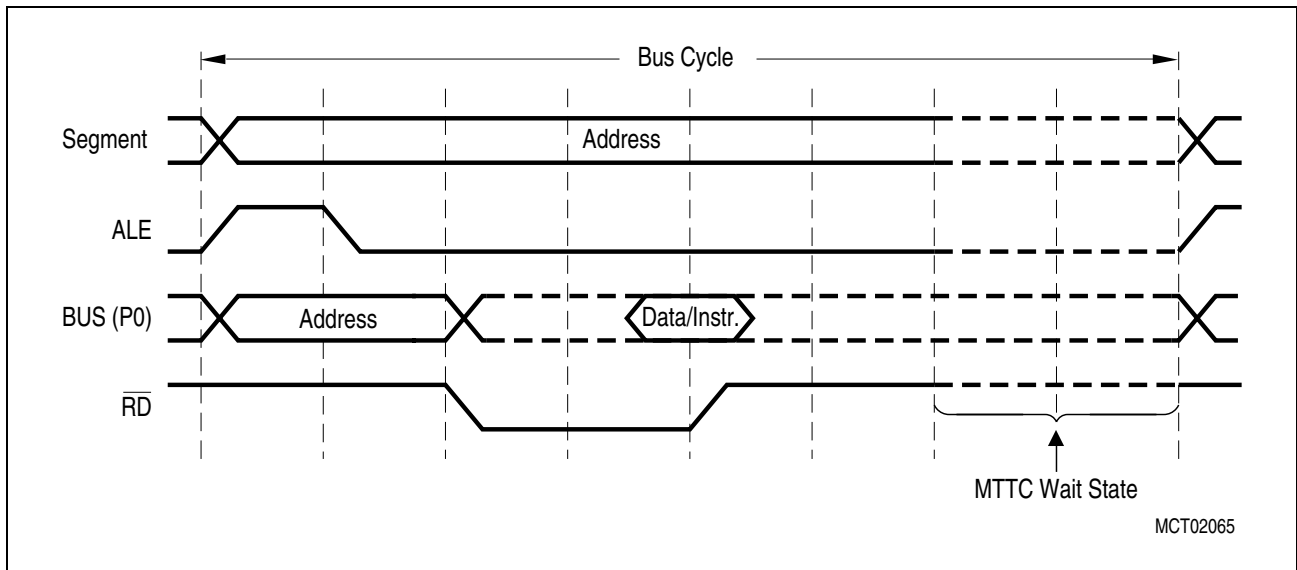 Bus Cycle
Segment
Address
ALE
BUS (P0)
Address
Data/Instr.
RD
MTTC Wait State
MCT02065